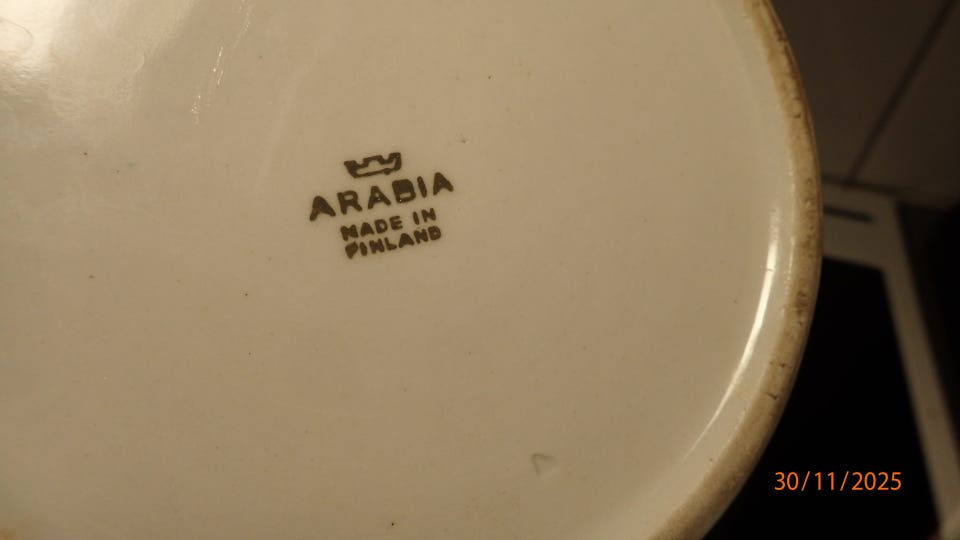 ARABIA
MADE IN
FINLAND
30/11/2025